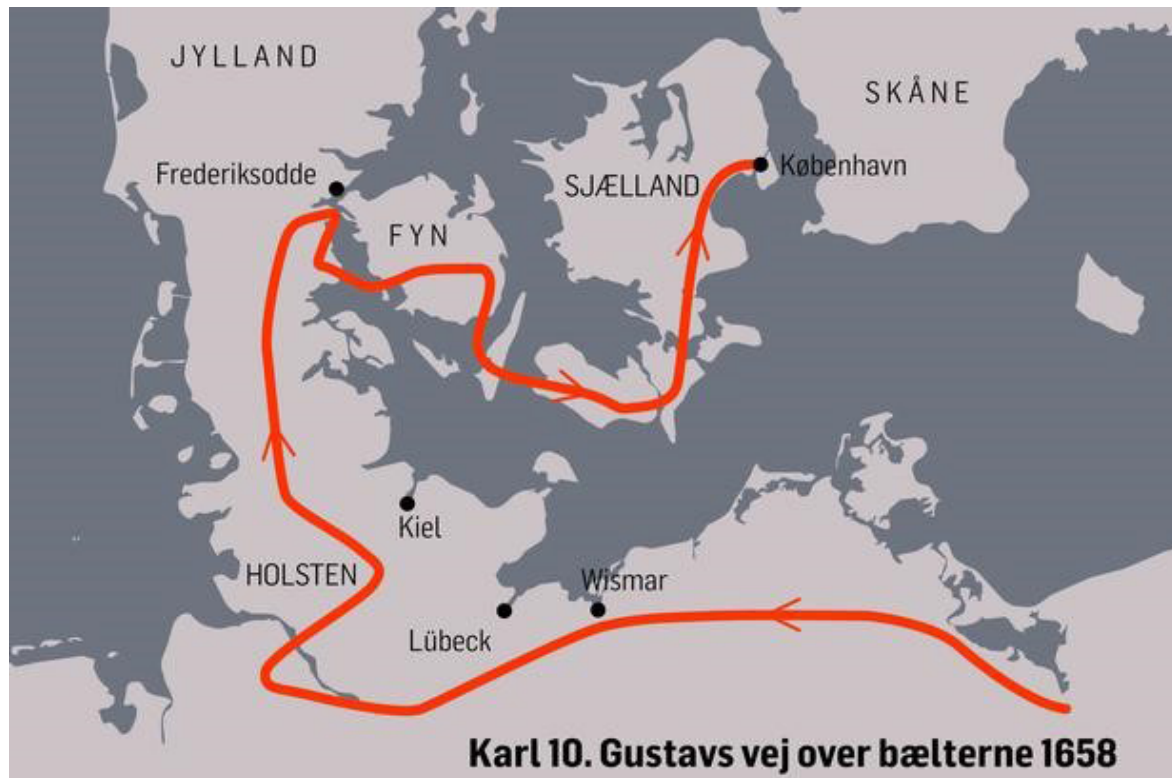 JYLLAND
SKÅNE
Frederiksodde
København
SJÆLLAND
FYN
Kiel
HOLSTEN
Wismar
Lübeck
Karl 10. Gustavs vej over bælterne 1658